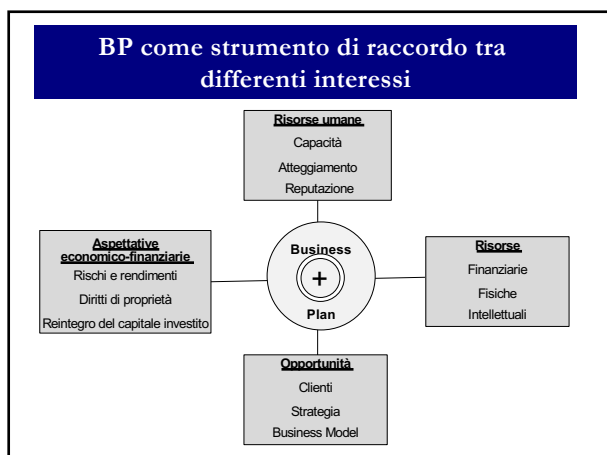 BP come strumento di raccordo tra
differenti interessi
Risorse umane
Capacità
Atteggiamento
Reputazione
Aspettative
economico-finanziarie
Rischi e rendimenti
Diritti di proprietà
Reintegro del capitale investito
Business
+
Plan
Risorse
Finanziarie
Fisiche
Intellettuali
Opportunità
Clienti
Strategia
Business Model